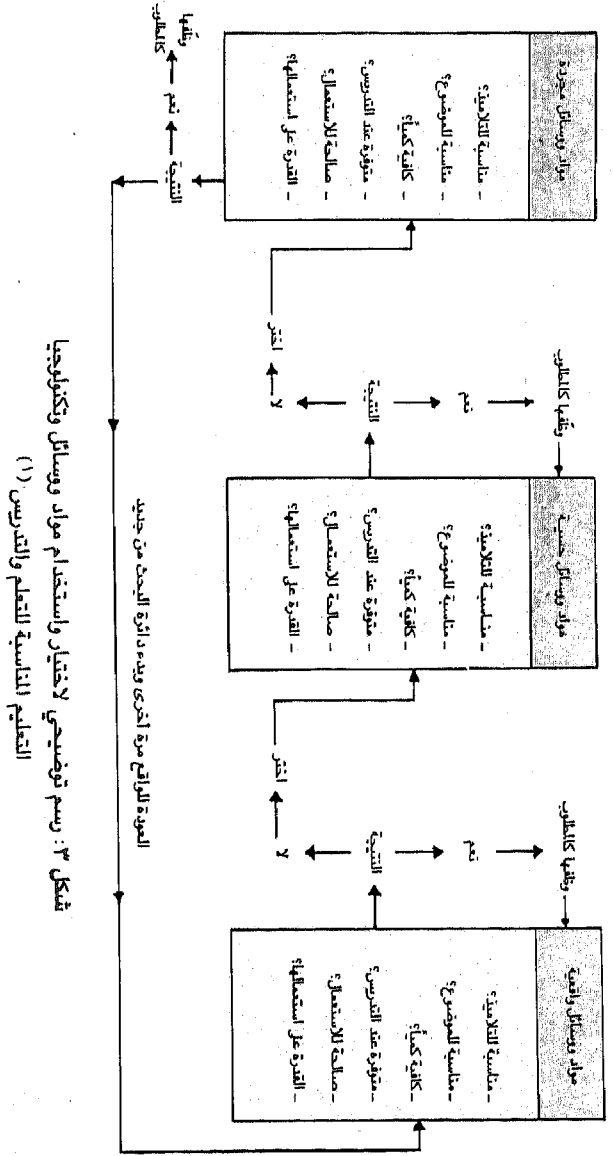 مواد ووسائل واقعية
- مناسبة للتلاميذ؟
- مناسبة للموضوع؟
- كافية كمياً؟
- متوفرة عند التدريس؟
- صالحة للاستعمال؟
- القدرة على استعمالها؟
وظفها كالمطلوب
نعم
النتيجة
لا
اختر
مواد ووسائل حسية
- مناسبة للتلاميذ؟
- مناسبة للموضوع؟
- كافية كمياً؟
- متوفرة عند التدريس؟
- صالحة للاستعمال؟
- القدرة على استعمالها؟
وظفها كالمطلوب
نعم
النتيجة
لا
اختر
مواد ووسائل مجردة
- مناسبة للتلاميذ؟
- مناسبة للموضوع؟
- كافية كمياً؟
- متوفرة عند التدريس؟
- صالحة للاستعمال؟
- القدرة على استعمالها؟
النتيجة
نعم
وظفها
كالمطلوب
العودة للواقع مرة أخرى وبدء دائرة البحث من جديد
شكل ٣: رسم توضيحي لاختيار واستخدام مواد ووسائل وتكنولوجيا
التعليم المناسبة للتعلم والتدريس (١)